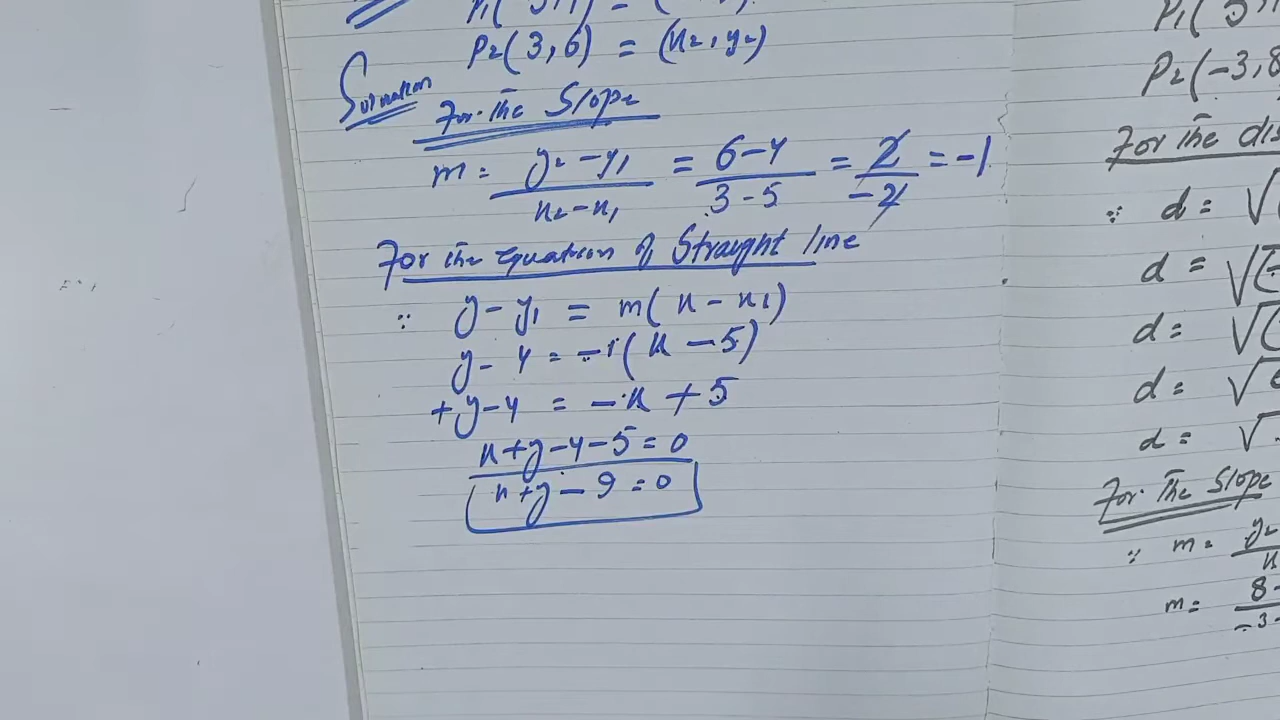 P₂(3,6) = (x₂, y₂)
Solution
For the Slope
m = y₂ - y₁ / x₂ - x₁ = 6-4 / 3-5 = 2 / -2 = -1
For the equation of Straight line
∵ y - y₁ = m(x - x₁)
y - 4 = -1(x - 5)
+y-4 = -x + 5
x+y-4-5=0
x+y-9=0
P₁(
P₂(-3,8
For the dis
∵ d = √
d = √
d = √
d = √
d = √
For the Slope
∵ m = y₂
m = 8-
-3-